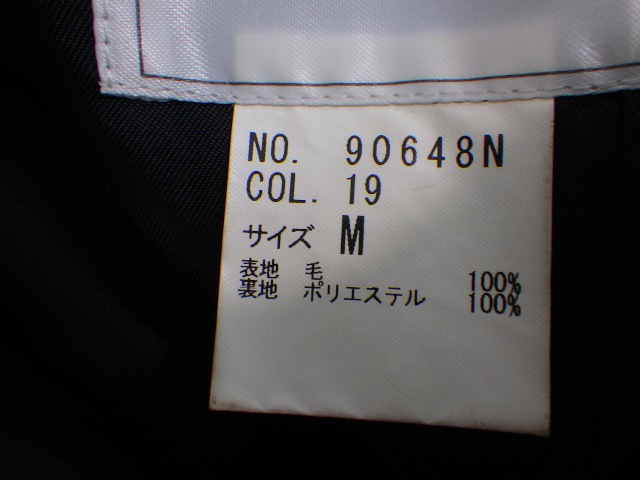 NO. 90648N
COL. 19
サイズ M
表地 毛 100%
裏地 ポリエステル 100%